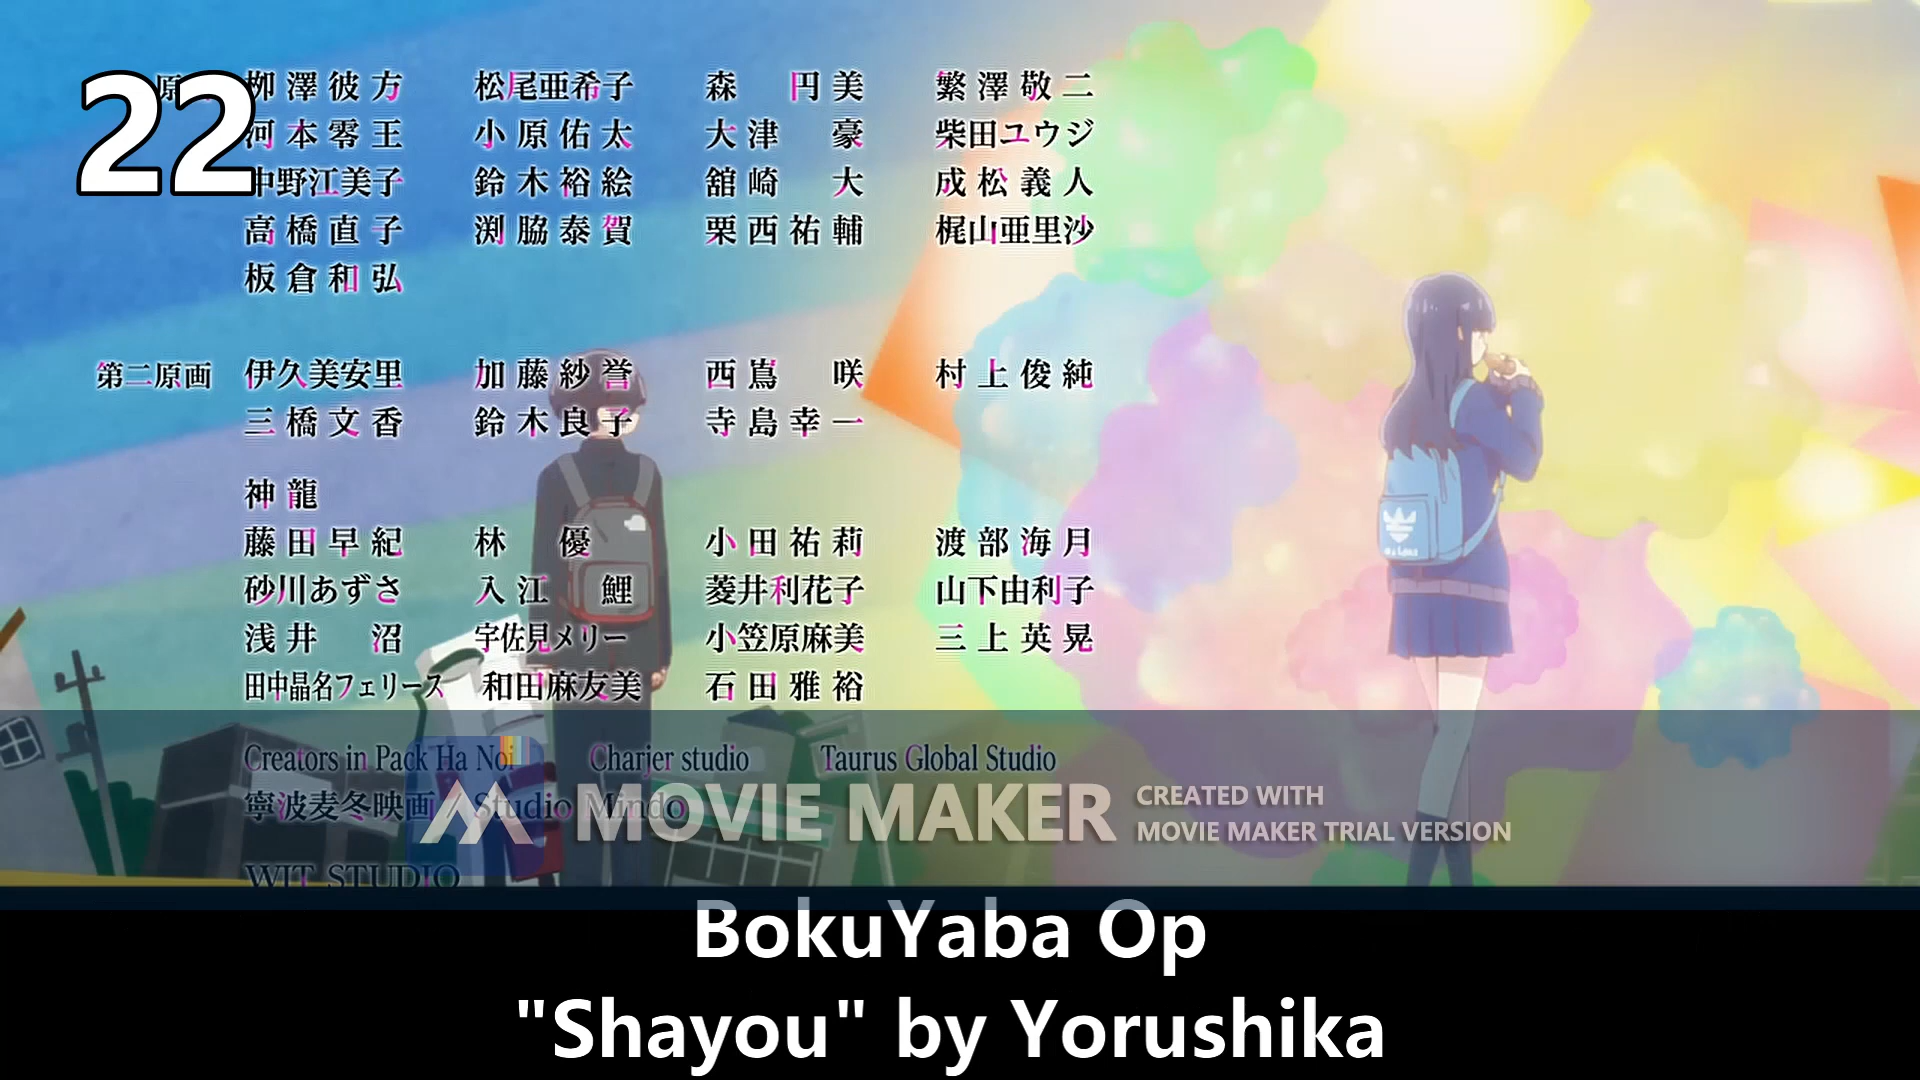 22
原 栁澤彼方 松尾亜希子 森 円美 繁澤敬二
河本零王 小原佑太 大津 豪 柴田ユウジ
中野江美子 鈴木裕絵 舘崎 大 成松義人
高橋直子 渕脇泰賀 栗西祐輔 梶山亜里沙
板倉和弘
第二原画 伊久美安里 加藤紗誉 西嶌 咲 村上俊純
三橋文香 鈴木良子 寺島幸一
神龍
藤田早紀 林 優 小田祐莉 渡部海月
砂川あずさ 入江 鯉 菱井利花子 山下由利子
浅井 沼 宇佐見メリー 小笠原麻美 三上英晃
田中晶名フェリース 和田麻友美 石田雅裕
Creators in Pack Ha Noi Charjer studio Taurus Global Studio
寧波麦冬映画 / Studio Mindo
WIT STUDIO
MOVIE MAKER
CREATED WITH
MOVIE MAKER TRIAL VERSION
BokuYaba Op
"Shayou" by Yorushika